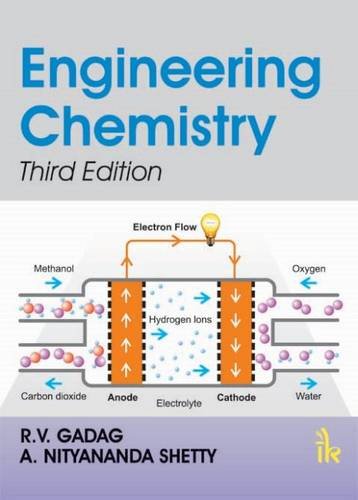 Engineering
Chemistry
Third Edition
Electron Flow
Methanol
Oxygen
Hydrogen Ions
Carbon dioxide
Anode
Electrolyte
Cathode
Water
R.V. GADAG
A. NITYANANDA SHETTY
ik